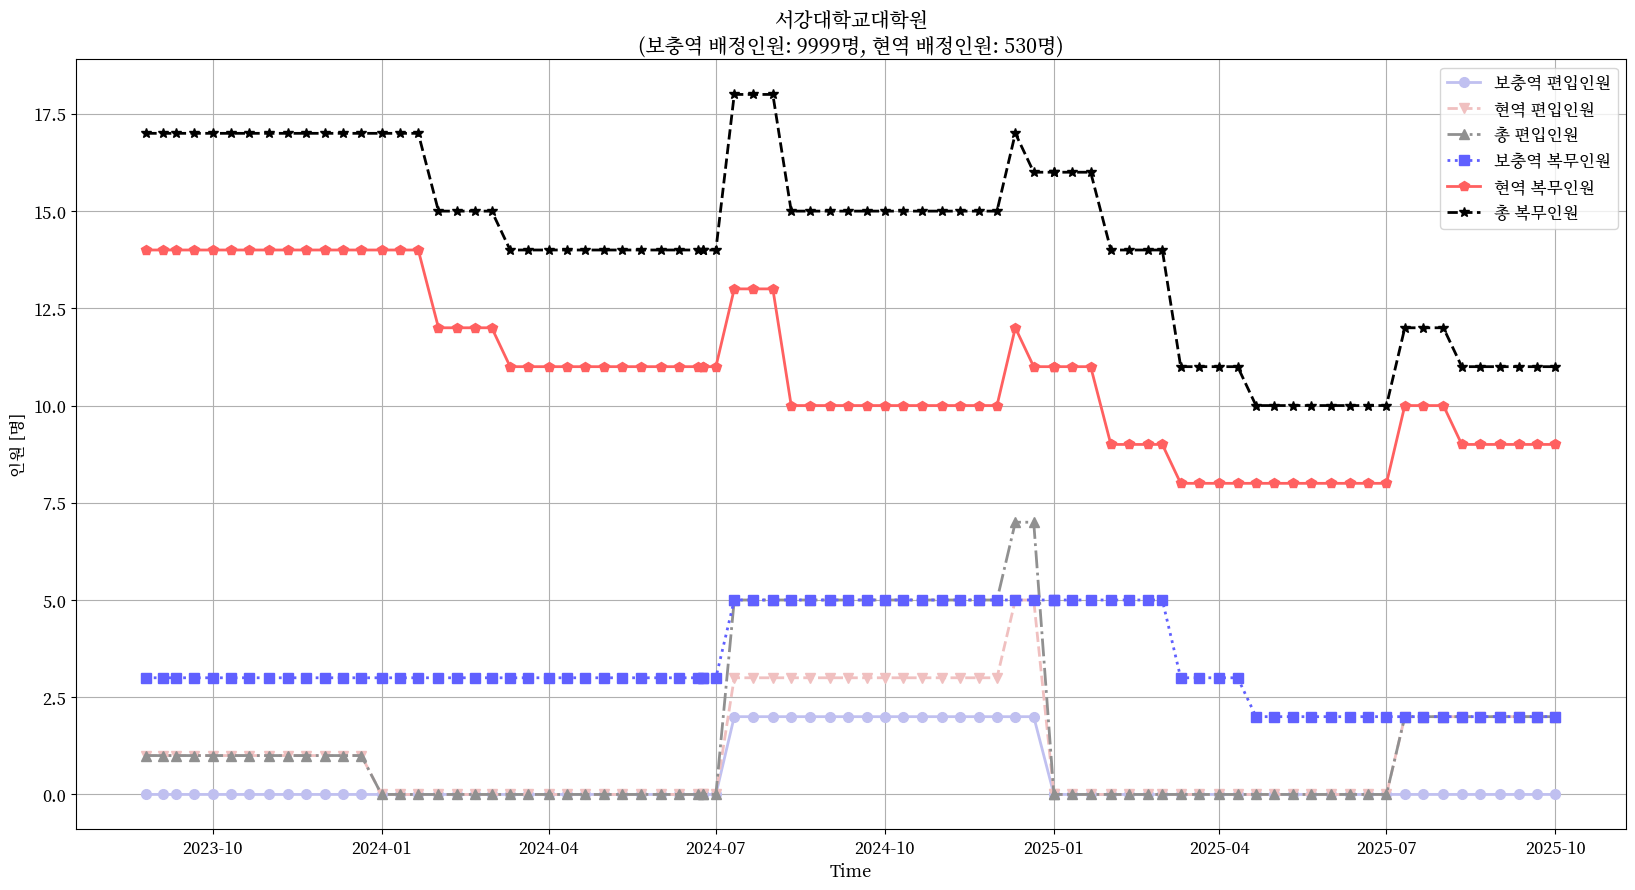 서강대학교대학원
(보충역 배정인원: 9999명, 현역 배정인원: 530명)
보충역 편입인원
현역 편입인원
총 편입인원
보충역 복무인원
현역 복무인원
총 복무인원
인원 [명]
17.5
15.0
12.5
10.0
7.5
5.0
2.5
0.0
2023-10
2024-01
2024-04
2024-07
2024-10
2025-01
2025-04
2025-07
2025-10
Time